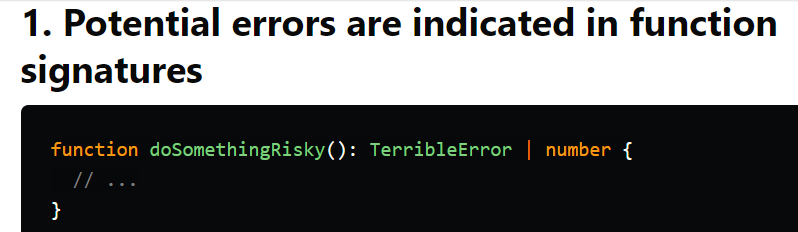 1. Potential errors are indicated in function
signatures
function doSomethingRisky(): TerribleError | number {
  // ...
}